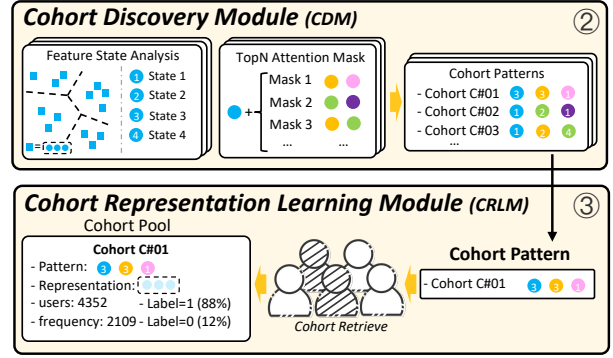 Cohort Discovery Module (CDM)
②
Feature State Analysis
1 State 1
2 State 2
3 State 3
4 State 4
TopN Attention Mask
Mask 1
+ Mask 2
Mask 3
... ...
Cohort Patterns
- Cohort C#01 3 3 1
- Cohort C#02 1 2 1
- Cohort C#03 1 2 4
...
Cohort Representation Learning Module (CRLM)
③
Cohort Pool
Cohort C#01
- Pattern: 3 3 1
- Representation:
- users: 4352 - Label=1 (88%)
- frequency: 2109 - Label=0 (12%)
Cohort Retrieve
Cohort Pattern
- Cohort C#01 3 3 1